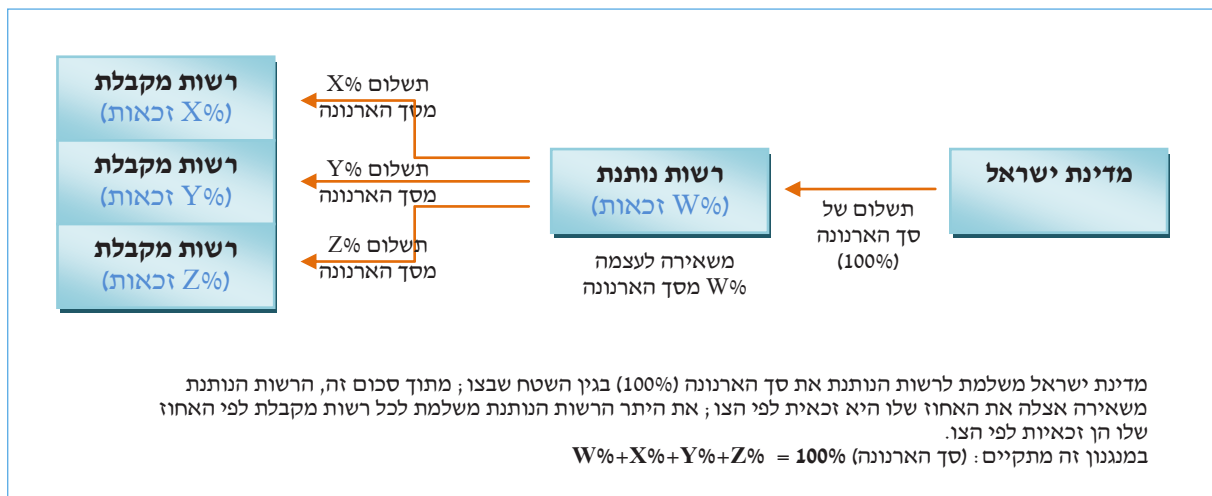 מדינת ישראל
תשלום של
סך הארנונה
(100%)
רשות נותנת
(W% זכאות)
משאירה לעצמה
W% מסך הארנונה
תשלום X%
מסך הארנונה
תשלום Y%
מסך הארנונה
תשלום Z%
מסך הארנונה
רשות מקבלת
(X% זכאות)
רשות מקבלת
(Y% זכאות)
רשות מקבלת
(Z% זכאות)
מדינת ישראל משלמת לרשות הנותנת את סך הארנונה (100%) בגין השטח שבצו; מתוך סכום זה, הרשות הנותנת
משאירה אצלה את האחוז שלו היא זכאית לפי הצו; את היתר הרשות הנותנת משלמת לכל רשות מקבלת לפי האחוז
שלו הן זכאיות לפי הצו.
במנגנון זה מתקיים: (סך הארנונה) W%+X%+Y%+Z% = 100%